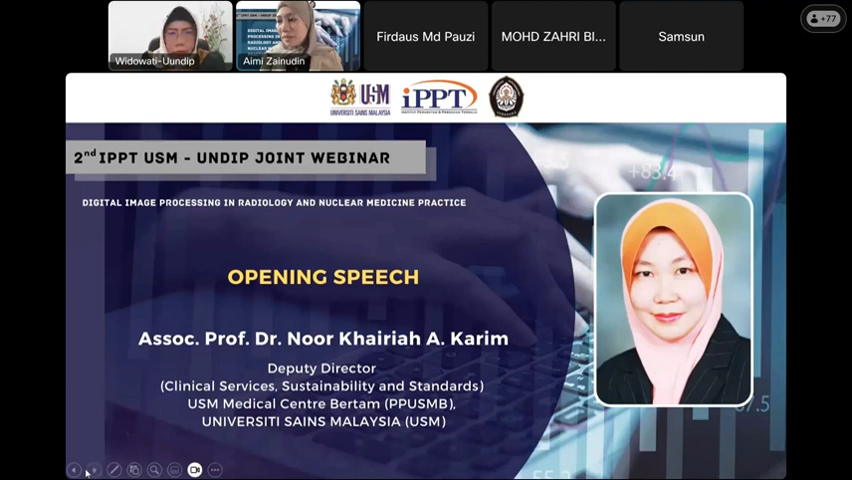 +77
Widowati-Uundip
Aimi Zainudin
Firdaus Md Pauzi
MOHD ZAHRI BI...
Samsun
USM
UNIVERSITI SAINS MALAYSIA
iPPT
2nd IPPT USM - UNDIP JOINT WEBINAR
DIGITAL IMAGE PROCESSING IN RADIOLOGY AND NUCLEAR MEDICINE PRACTICE
+83.4
OPENING SPEECH
Assoc. Prof. Dr. Noor Khairiah A. Karim
Deputy Director
(Clinical Services, Sustainability and Standards)
USM Medical Centre Bertam (PPUSMB),
UNIVERSITI SAINS MALAYSIA (USM)